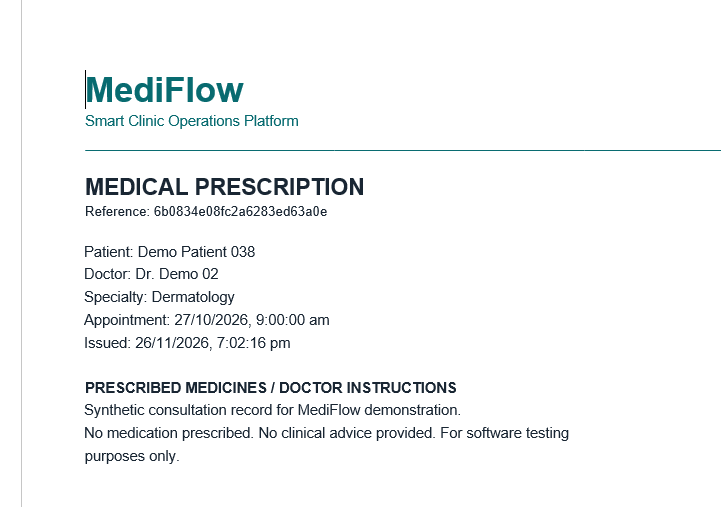 MediFlow
Smart Clinic Operations Platform
MEDICAL PRESCRIPTION
Reference: 6b0834e08fc2a6283ed63a0e
Patient: Demo Patient 038
Doctor: Dr. Demo 02
Specialty: Dermatology
Appointment: 27/10/2026, 9:00:00 am
Issued: 26/11/2026, 7:02:16 pm
PRESCRIBED MEDICINES / DOCTOR INSTRUCTIONS
Synthetic consultation record for MediFlow demonstration.
No medication prescribed. No clinical advice provided. For software testing
purposes only.